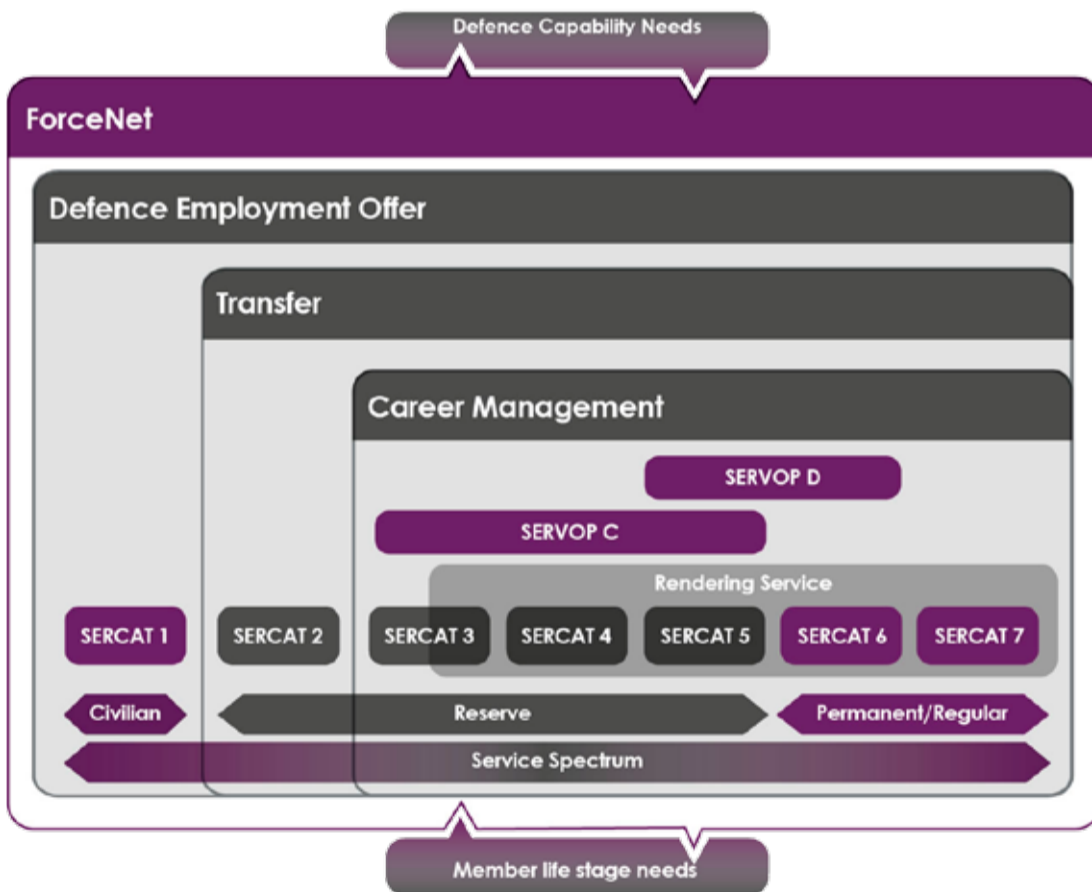 Defence Capability Needs
ForceNet
Defence Employment Offer
Transfer
Career Management
SERVOP D
SERVOP C
Rendering Service
SERCAT 1 SERCAT 2 SERCAT 3 SERCAT 4 SERCAT 5 SERCAT 6 SERCAT 7
Civilian Reserve Permanent/Regular
Service Spectrum
Member life stage needs